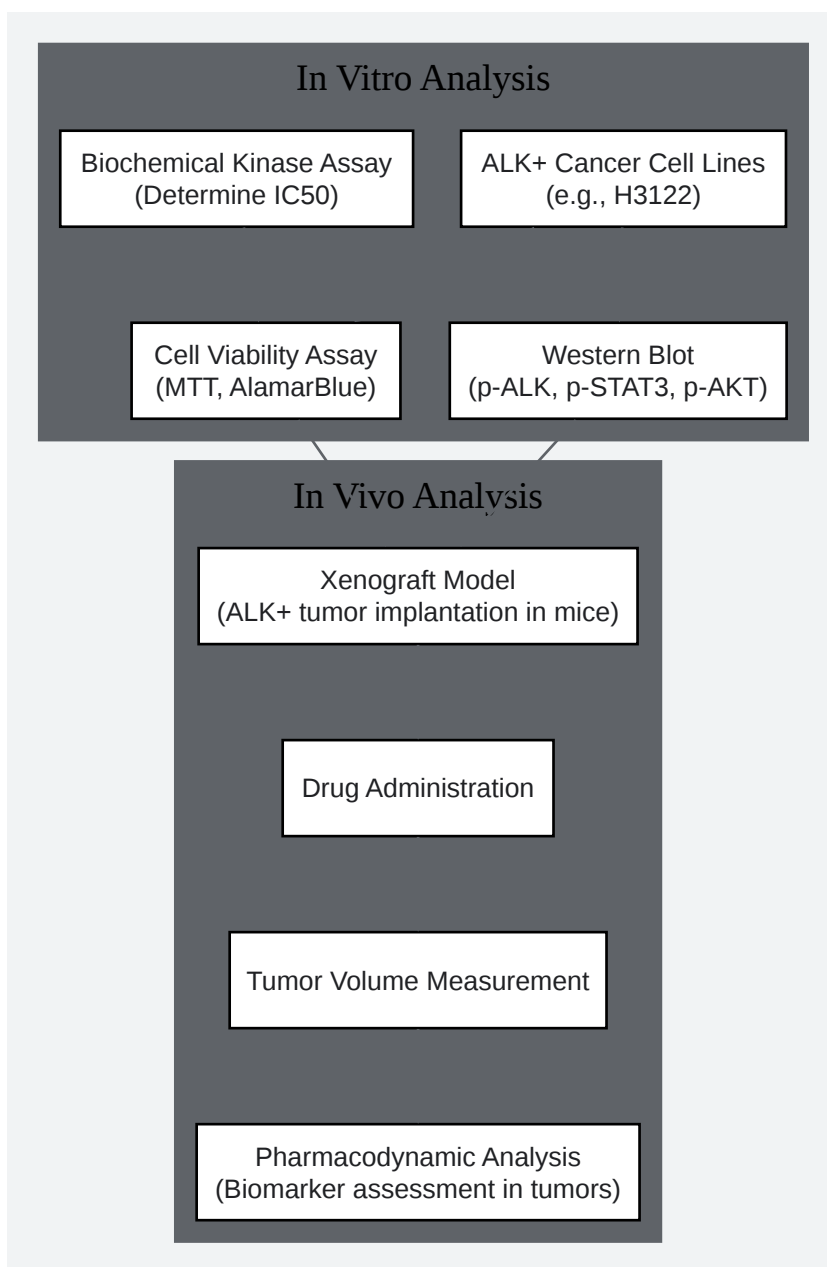 In Vitro Analysis
Biochemical Kinase Assay
(Determine IC50)
ALK+ Cancer Cell Lines
(e.g., H3122)
Cell Viability Assay
(MTT, AlamarBlue)
Western Blot
(p-ALK, p-STAT3, p-AKT)
In Vivo Analysis
Xenograft Model
(ALK+ tumor implantation in mice)
Drug Administration
Tumor Volume Measurement
Pharmacodynamic Analysis
(Biomarker assessment in tumors)